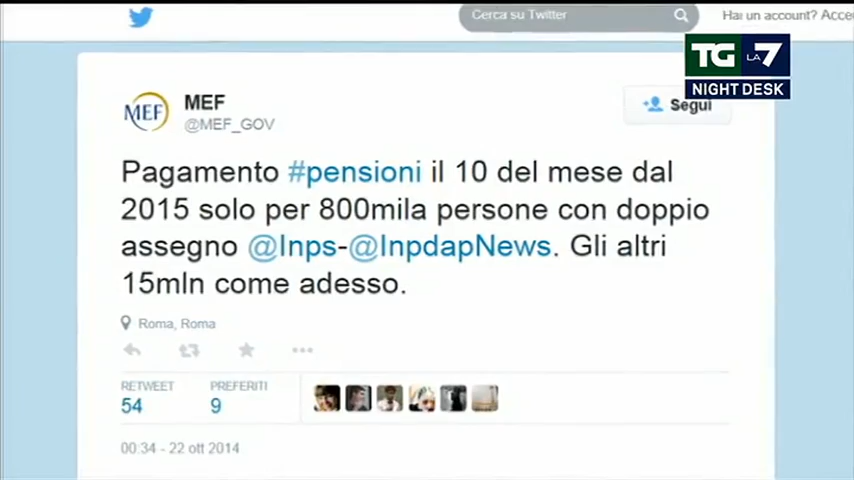 Cerca su Twitter
Hai un account? Acce
TG LA 7
NIGHT DESK
MEF
MEF
@MEF_GOV
Segui
Pagamento #pensioni il 10 del mese dal
2015 solo per 800mila persone con doppio
assegno @Inps-@InpdapNews. Gli altri
15mln come adesso.
Roma, Roma
RETWEET
PREFERITI
54
9
00:34 - 22 ott 2014